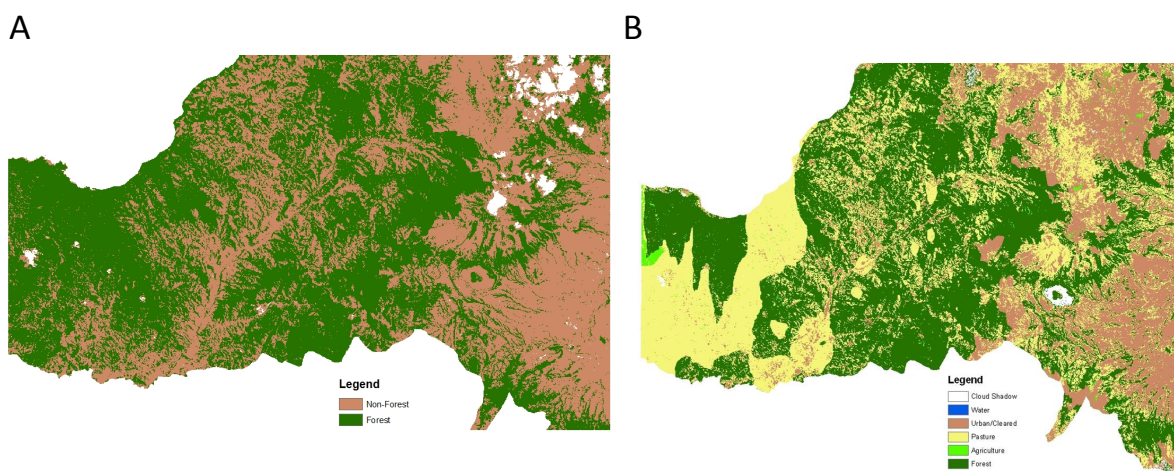 A
B
Legend
Non-Forest
Forest
Legend
Cloud Shadow
Water
Urban/Cleared
Pasture
Agriculture
Forest